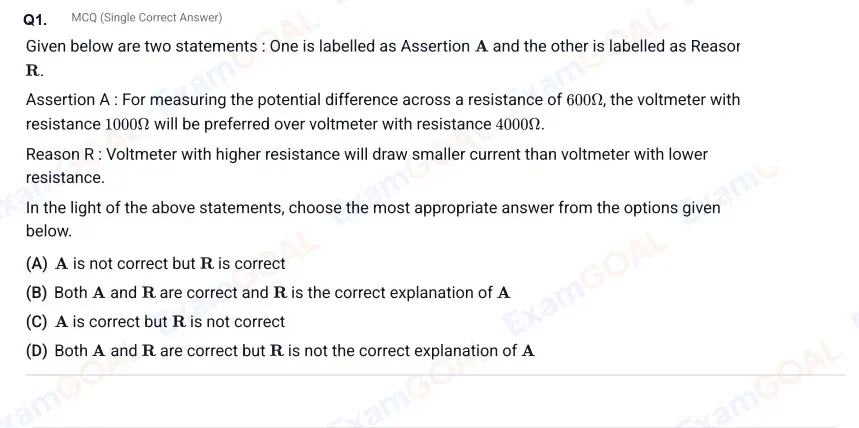 Q1. MCQ (Single Correct Answer)
Given below are two statements : One is labelled as Assertion A and the other is labelled as Reasor
R.
Assertion A : For measuring the potential difference across a resistance of 600Ω, the voltmeter with
resistance 1000Ω will be preferred over voltmeter with resistance 4000Ω.
Reason R : Voltmeter with higher resistance will draw smaller current than voltmeter with lower
resistance.
In the light of the above statements, choose the most appropriate answer from the options given
below.
(A) A is not correct but R is correct
(B) Both A and R are correct and R is the correct explanation of A
(C) A is correct but R is not correct
(D) Both A and R are correct but R is not the correct explanation of A
ExamGOAL